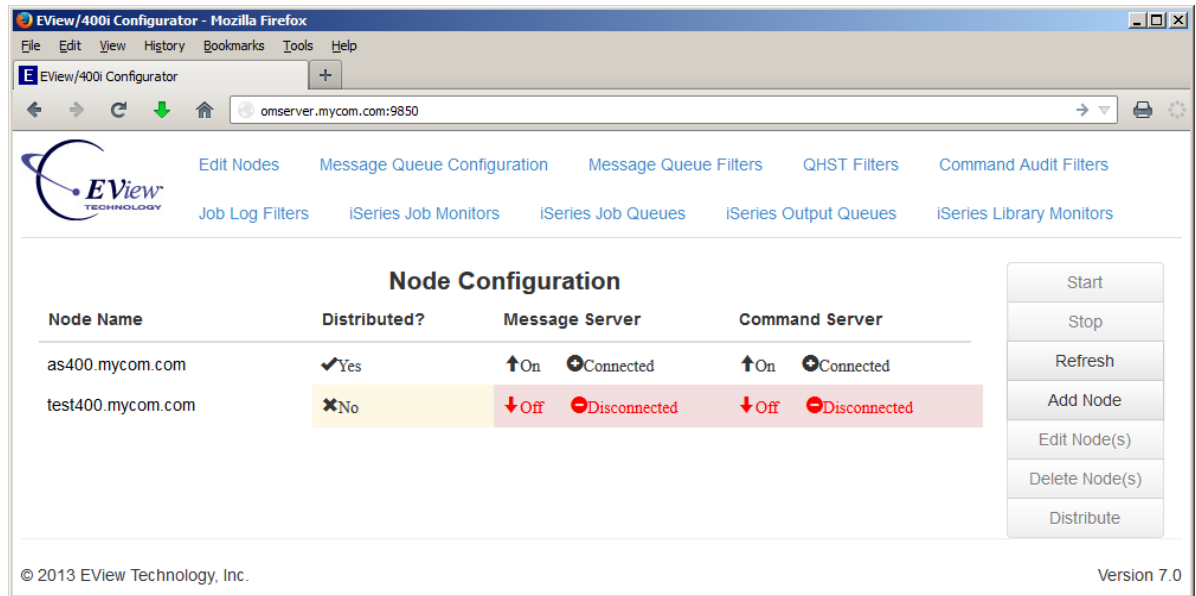 EView/400i Configurator - Mozilla Firefox
File Edit View History Bookmarks Tools Help
E EView/400i Configurator +
omserver.mycom.com:9850
EView TECHNOLOGY
Edit Nodes Message Queue Configuration Message Queue Filters QHST Filters Command Audit Filters
Job Log Filters iSeries Job Monitors iSeries Job Queues iSeries Output Queues iSeries Library Monitors
Node Configuration
Node Name Distributed? Message Server Command Server
as400.mycom.com Yes On Connected On Connected
test400.mycom.com No Off Disconnected Off Disconnected
Start
Stop
Refresh
Add Node
Edit Node(s)
Delete Node(s)
Distribute
© 2013 EView Technology, Inc. Version 7.0